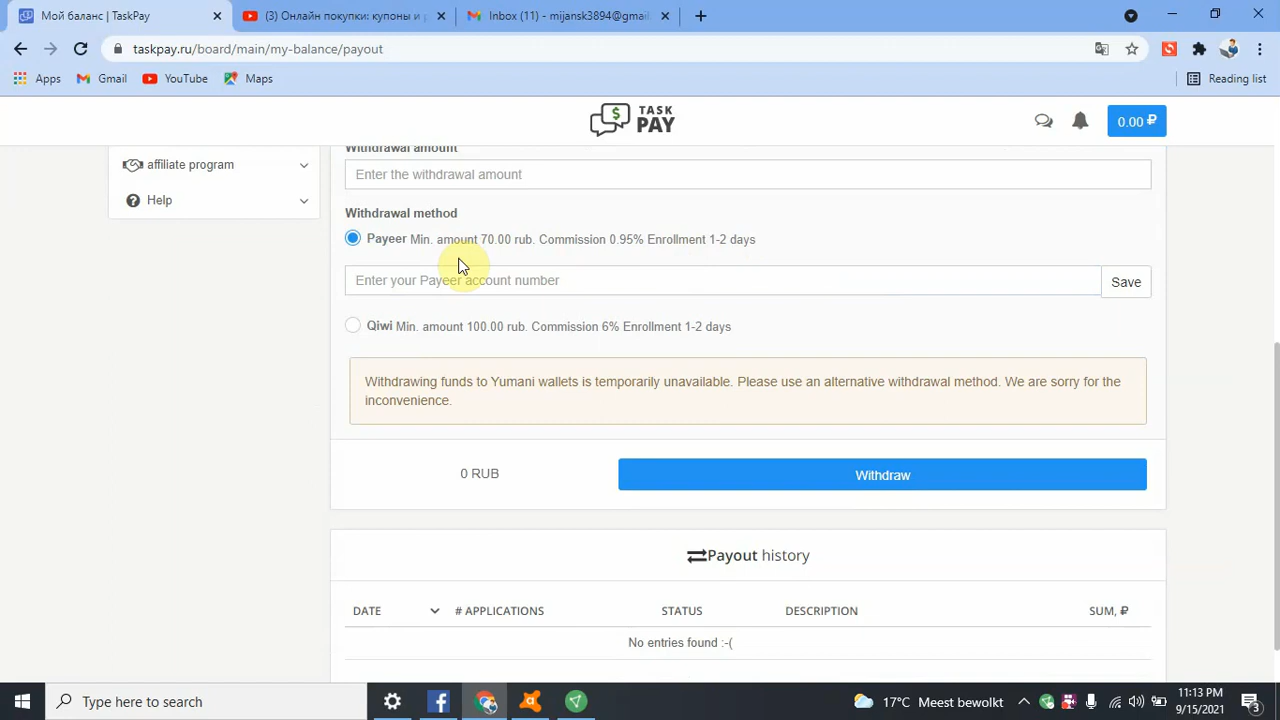 Мой баланс | TaskPay
(3) Онлайн покупки: купоны и р
Inbox (11) - mijansk3894@gmail
taskpay.ru/board/main/my-balance/payout
Apps
Gmail
YouTube
Maps
Reading list
TASK
PAY
0.00 ₽
affiliate program
Help
Withdrawal amount
Enter the withdrawal amount
Withdrawal method
Payeer Min. amount 70.00 rub. Commission 0.95% Enrollment 1-2 days
Enter your Payeer account number
Save
Qiwi Min. amount 100.00 rub. Commission 6% Enrollment 1-2 days
Withdrawing funds to Yumani wallets is temporarily unavailable. Please use an alternative withdrawal method. We are sorry for the
inconvenience.
0 RUB
Withdraw
Payout history
DATE # APPLICATIONS STATUS DESCRIPTION SUM, ₽
No entries found :-(
Type here to search
17°C Meest bewolkt
11:13 PM
9/15/2021
3